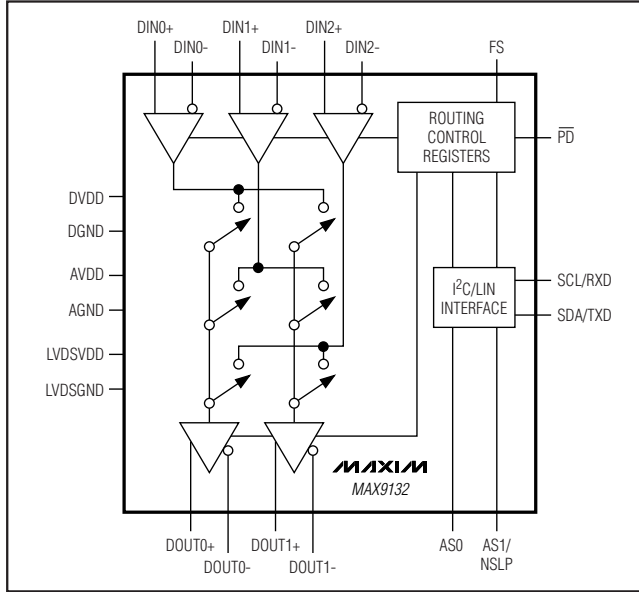 DIN0+ DIN1+ DIN2+
DIN0- DIN1- DIN2- FS
ROUTING
CONTROL
REGISTERS
PD
DVDD
DGND
AVDD
AGND
LVDSVDD
LVDSGND
I²C/LIN
INTERFACE
SCL/RXD
SDA/TXD
MAXIM
MAX9132
DOUT0+ DOUT1+ AS0 AS1/
DOUT0- DOUT1- NSLP